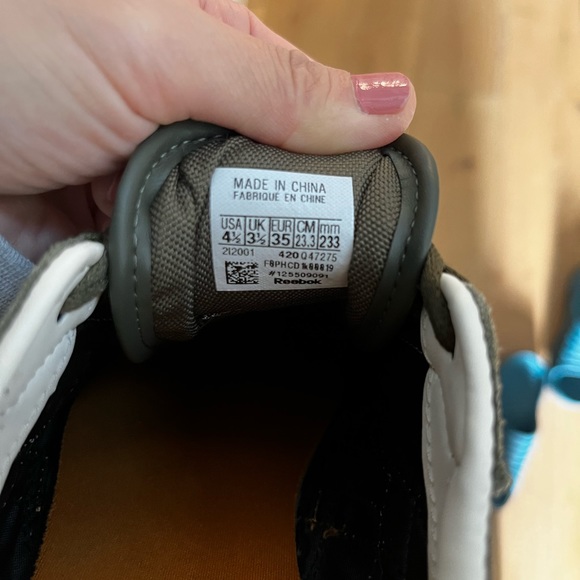 MADE IN CHINA
FABRIQUE EN CHINE
USA UK EUR CM mm
4½ 3½ 35 23.3 233
212001 420 Q47275
#125509091
Reebok